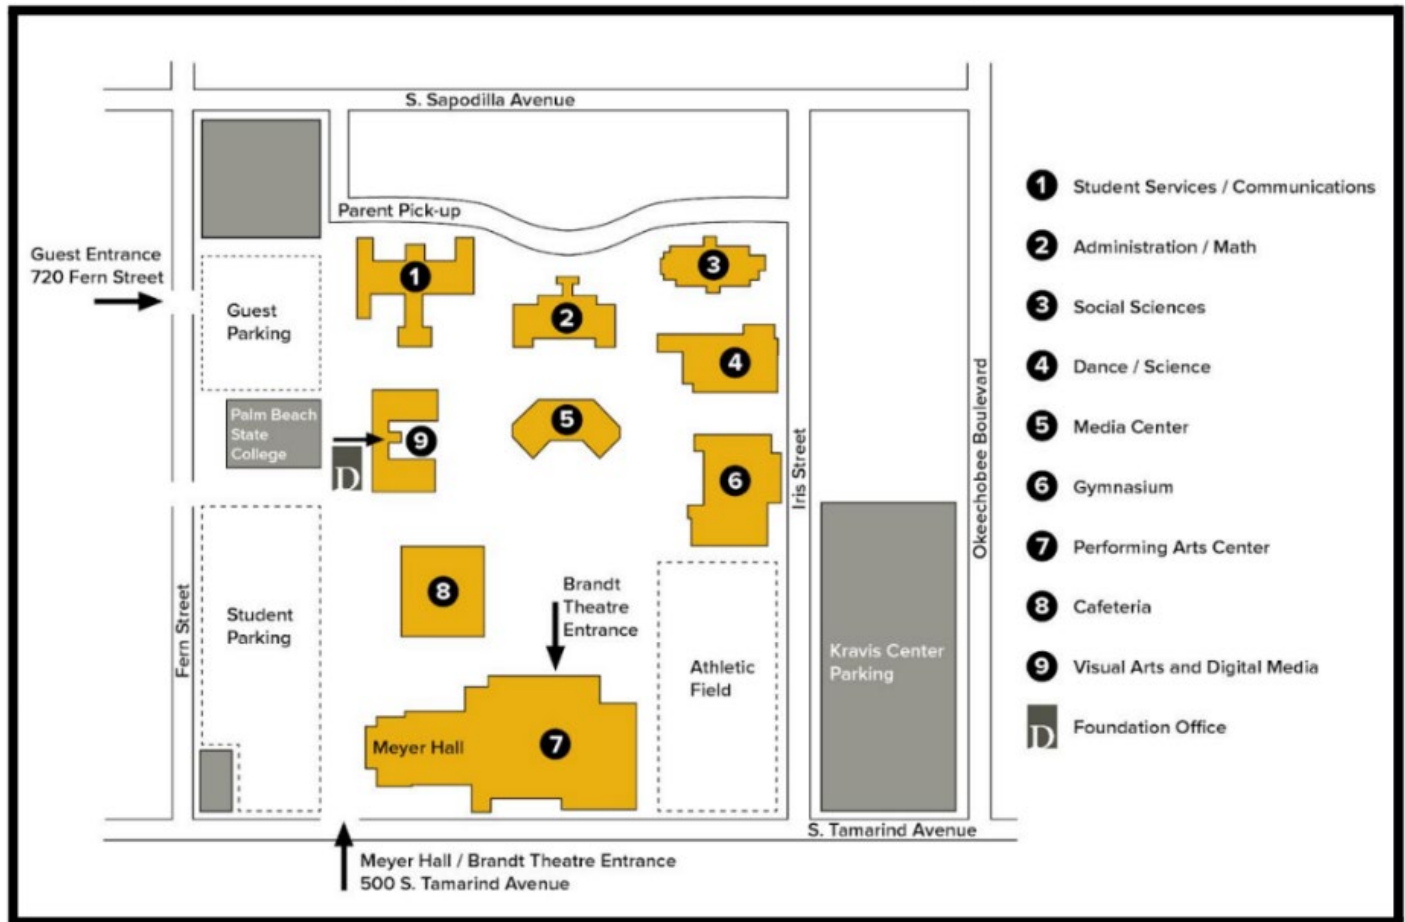 S. Sapodilla Avenue
Parent Pick-up
Guest Entrance
720 Fern Street
Guest
Parking
1
2
3
4
5
6
7
8
9
Palm Beach
State
College
D
Fern Street
Student
Parking
Brandt
Theatre
Entrance
Meyer Hall
Athletic
Field
Iris Street
Kravis Center
Parking
Okeechobee Boulevard
S. Tamarind Avenue
Meyer Hall / Brandt Theatre Entrance
500 S. Tamarind Avenue
1 Student Services / Communications
2 Administration / Math
3 Social Sciences
4 Dance / Science
5 Media Center
6 Gymnasium
7 Performing Arts Center
8 Cafeteria
9 Visual Arts and Digital Media
D Foundation Office